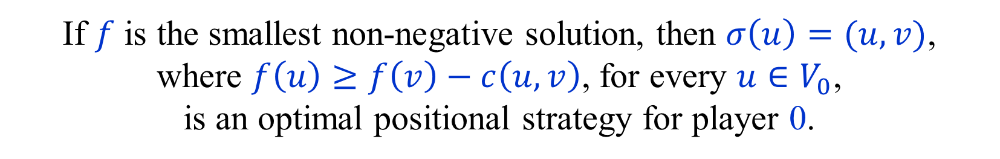 If f is the smallest non-negative solution, then σ(u) = (u, v),
where f(u) ≥ f(v) − c(u, v), for every u ∈ V₀,
is an optimal positional strategy for player 0.